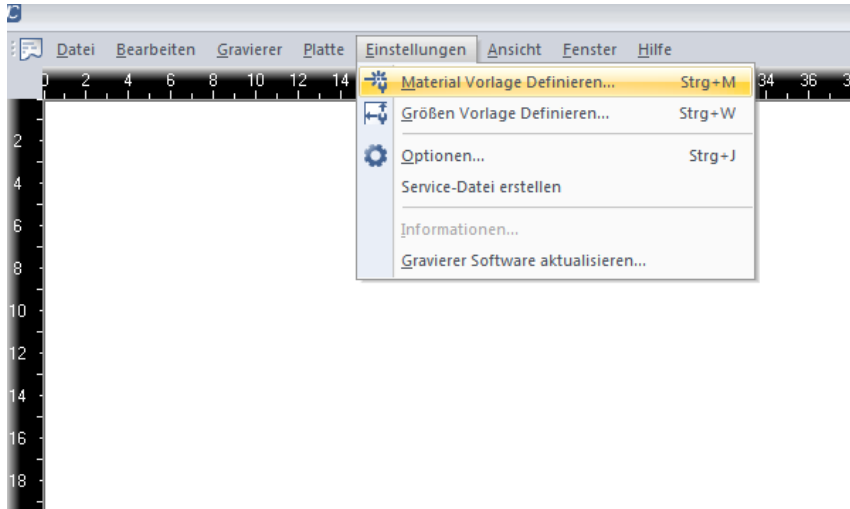 C
Datei Bearbeiten Gravierer Platte Einstellungen Ansicht Fenster Hilfe
0 2 4 6 8 10 12 14 34 36 3
Material Vorlage Definieren... Strg+M
Größen Vorlage Definieren... Strg+W
Optionen... Strg+J
Service-Datei erstellen
Informationen...
Gravierer Software aktualisieren...
2
4
6
8
10
12
14
16
18